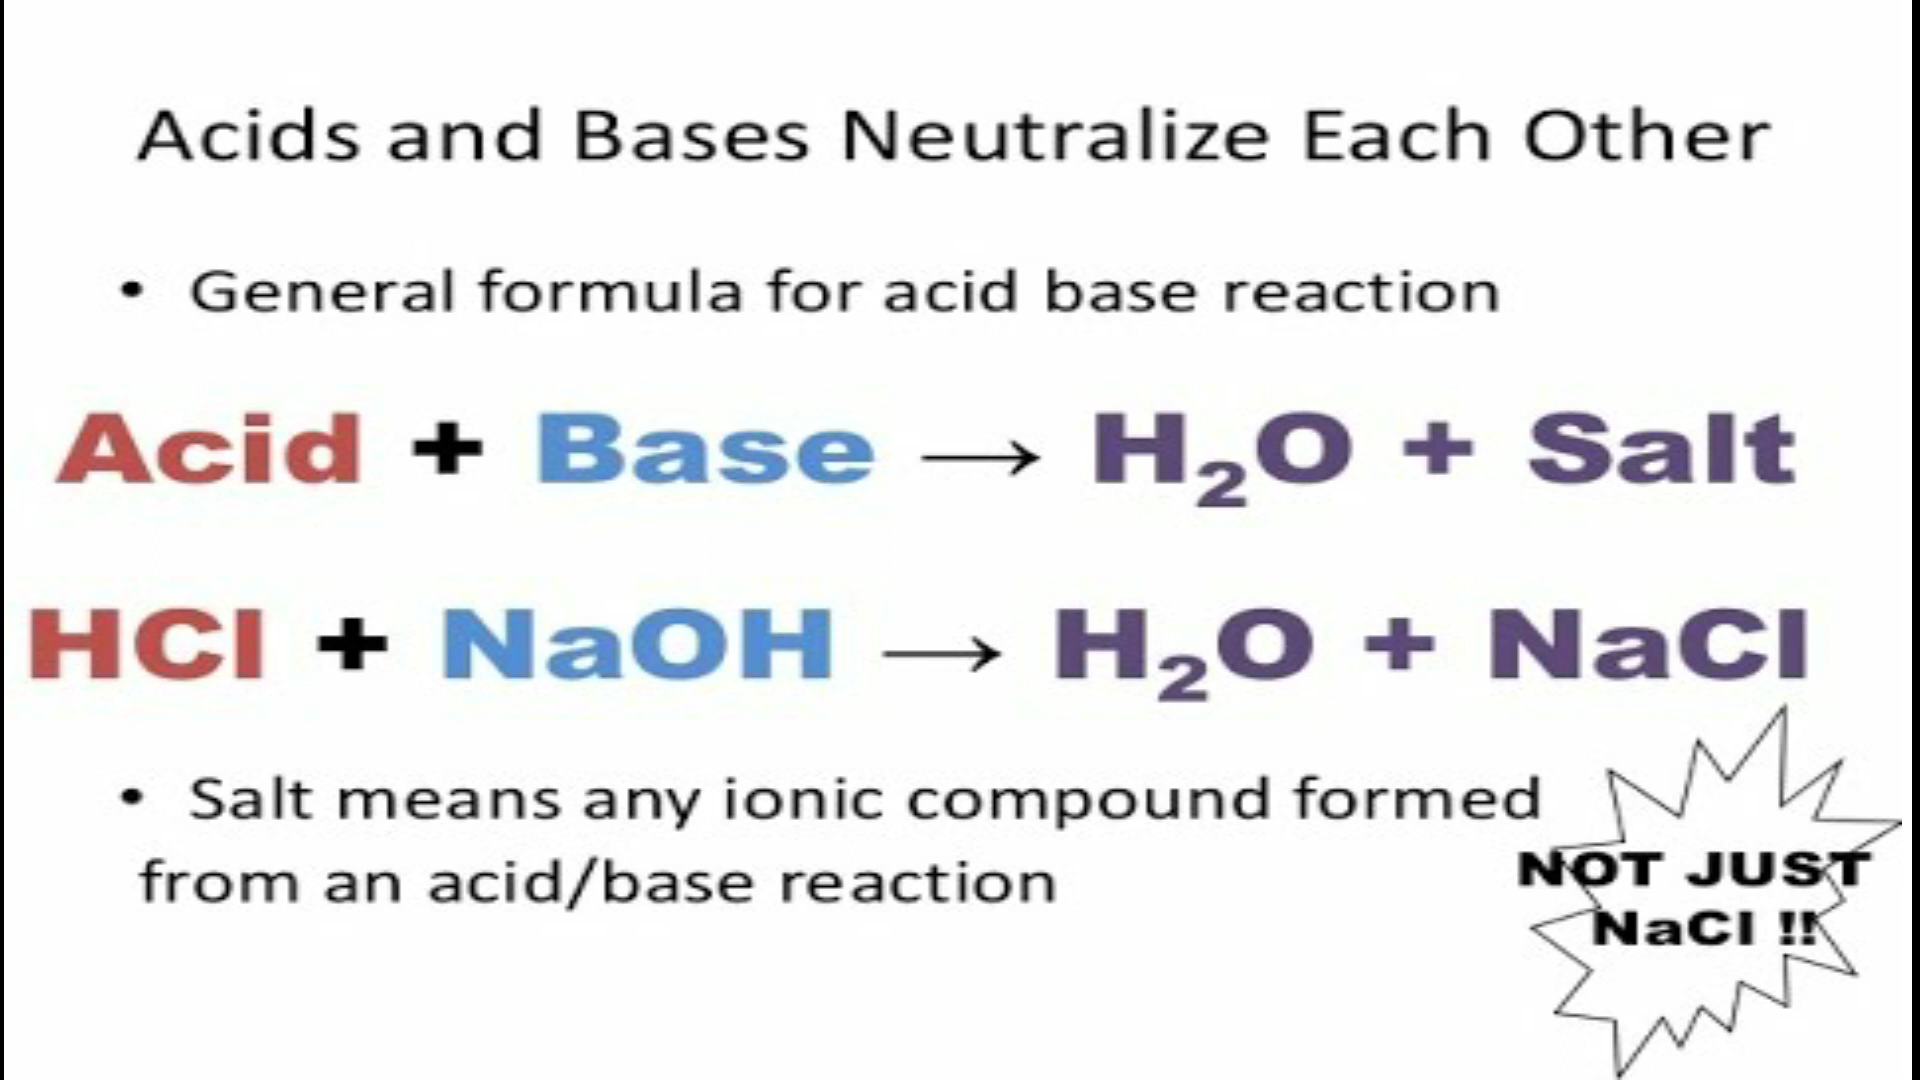 Acids and Bases Neutralize Each Other
• General formula for acid base reaction
Acid + Base → H₂O + Salt
HCl + NaOH → H₂O + NaCl
• Salt means any ionic compound formed
from an acid/base reaction
NOT JUST
NaCl !!